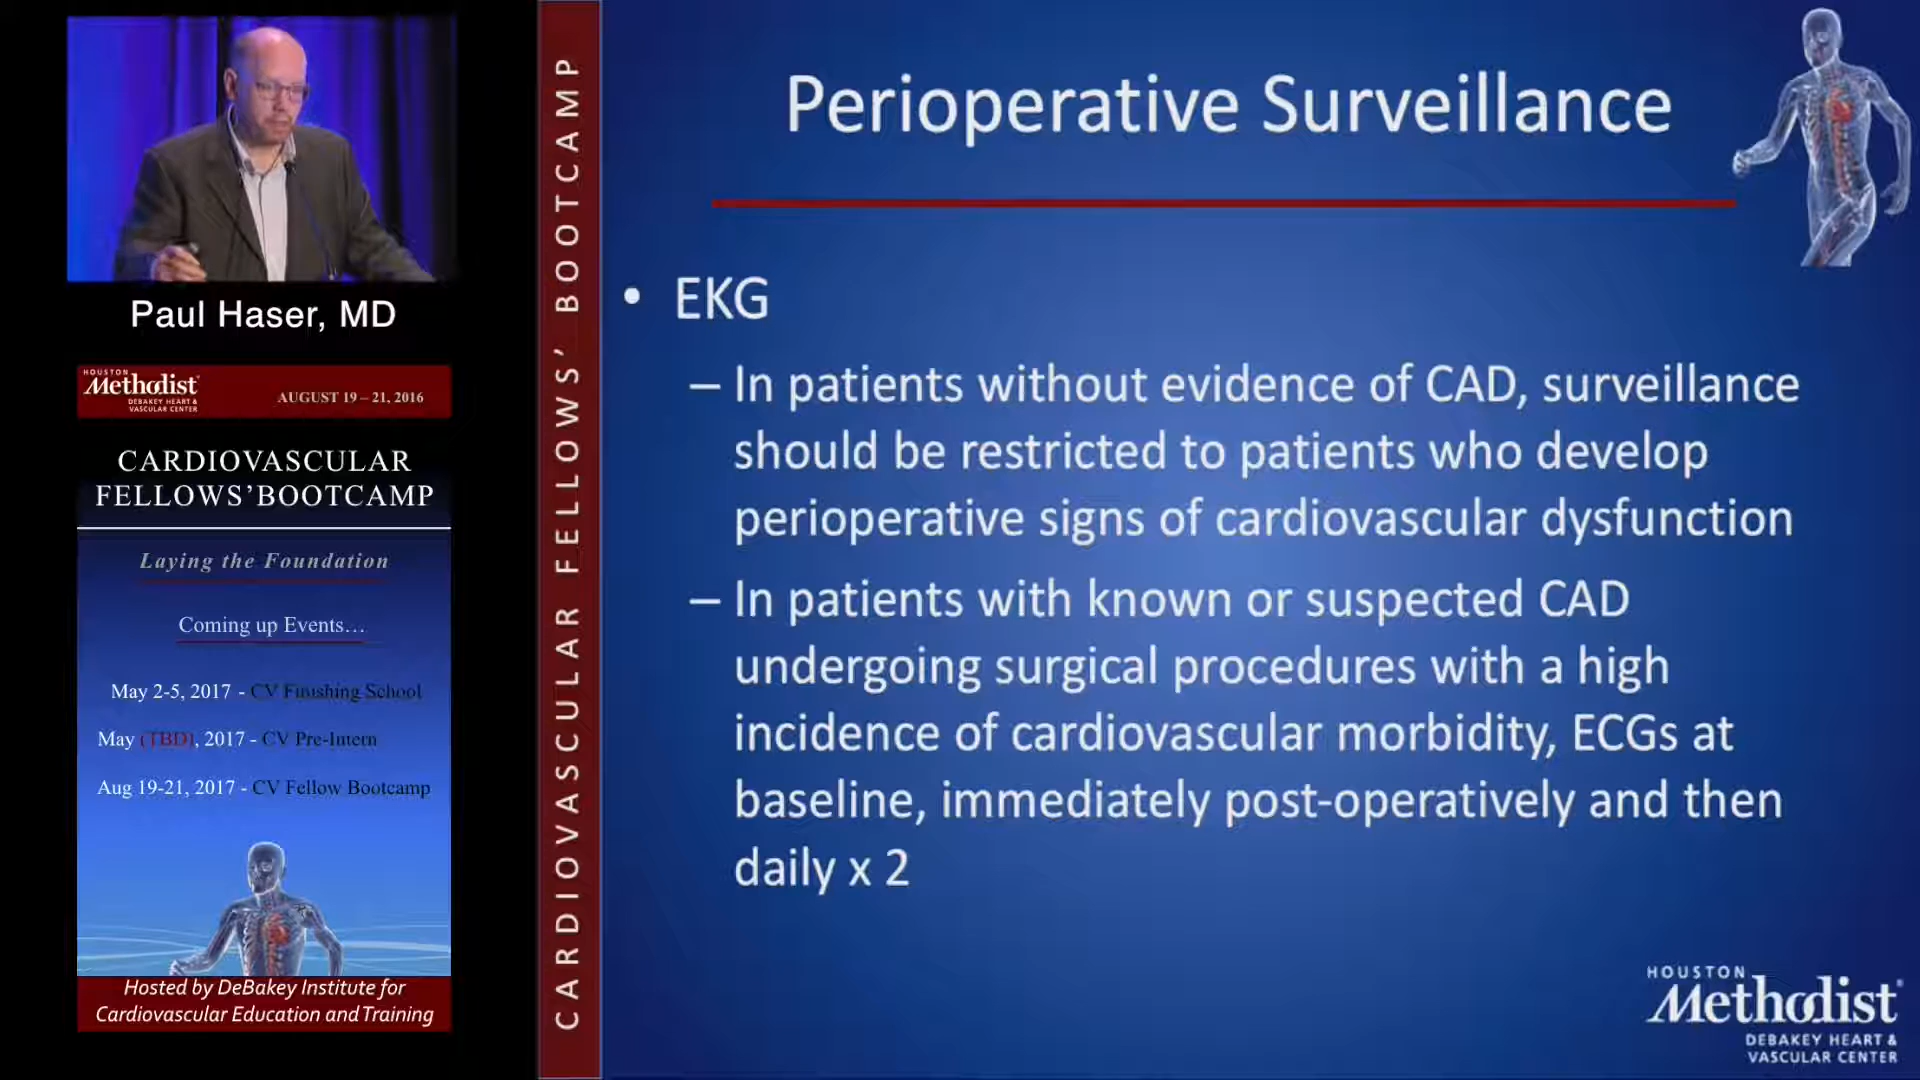 Paul Haser, MD
HOUSTON
Methodist
DEBAKEY HEART &
VASCULAR CENTER
AUGUST 19 – 21, 2016
CARDIOVASCULAR
FELLOWS’BOOTCAMP
Laying the Foundation
Coming up Events…
May 2-5, 2017 - CV Finishing School
May (TBD), 2017 - CV Pre-Intern
Aug 19-21, 2017 - CV Fellow Bootcamp
Hosted by DeBakey Institute for
Cardiovascular Education and Training
CARDIOVASCULAR FELLOWS’ BOOTCAMP
Perioperative Surveillance
• EKG
– In patients without evidence of CAD, surveillance
should be restricted to patients who develop
perioperative signs of cardiovascular dysfunction
– In patients with known or suspected CAD
undergoing surgical procedures with a high
incidence of cardiovascular morbidity, ECGs at
baseline, immediately post-operatively and then
daily x 2
HOUSTON
Methodist
DEBAKEY HEART &
VASCULAR CENTER